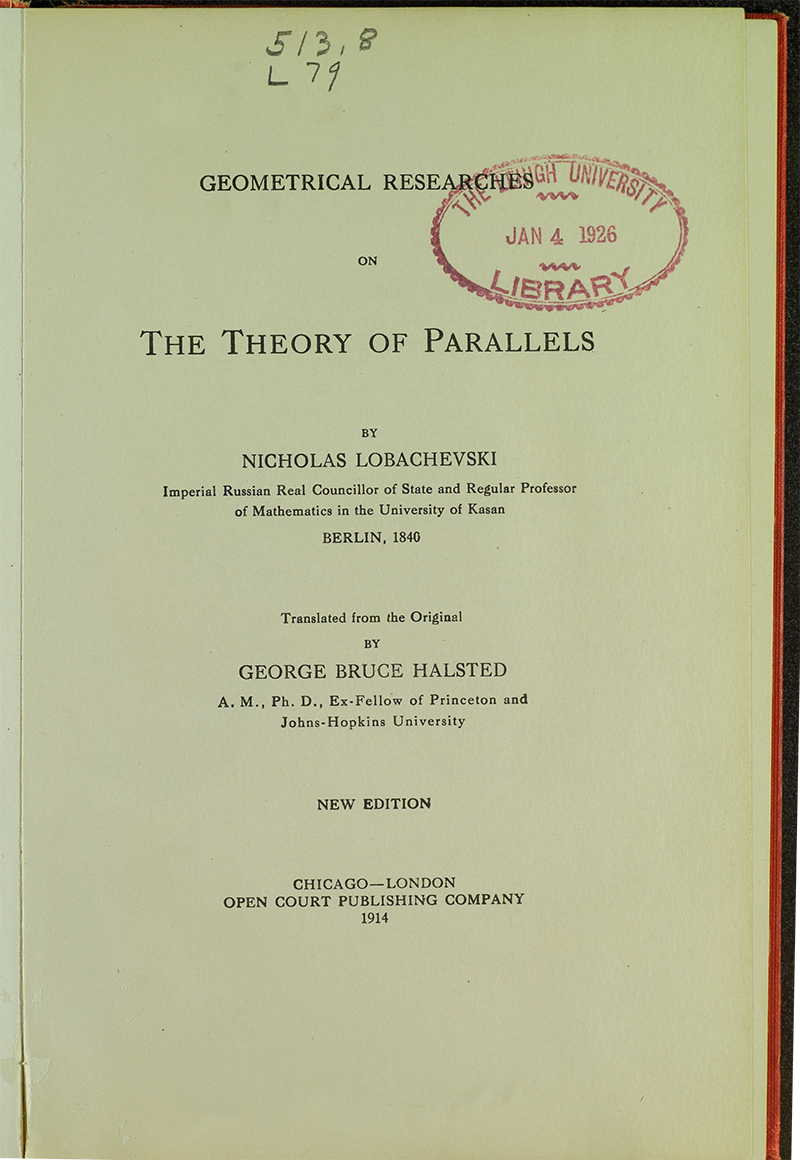 513.8
L79
GEOMETRICAL RESEARCHES
THE LEHIGH UNIVERSITY
JAN 4 1926
LIBRARY
ON
THE THEORY OF PARALLELS
BY
NICHOLAS LOBACHEVSKI
Imperial Russian Real Councillor of State and Regular Professor
of Mathematics in the University of Kasan
BERLIN, 1840
Translated from the Original
BY
GEORGE BRUCE HALSTED
A. M., Ph. D., Ex-Fellow of Princeton and
Johns-Hopkins University
NEW EDITION
CHICAGO—LONDON
OPEN COURT PUBLISHING COMPANY
1914